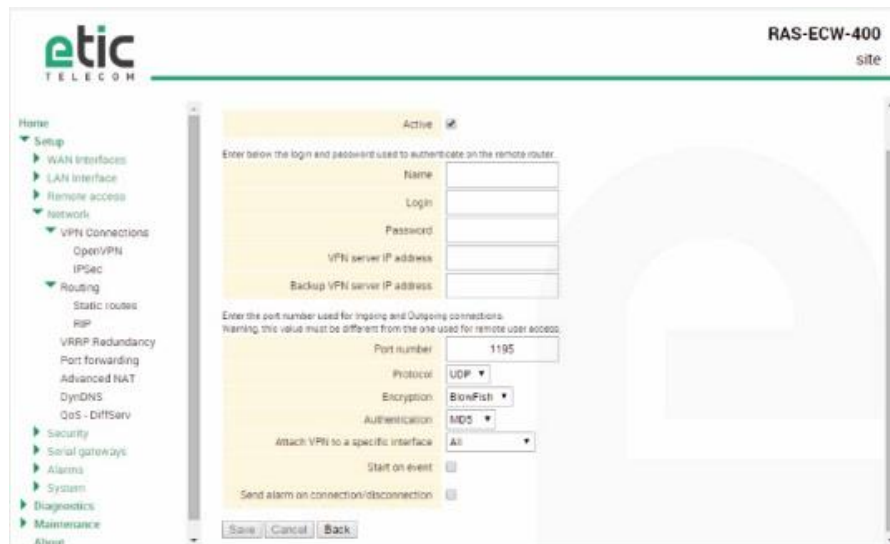 etic
TELECOM
RAS-ECW-400
site
Home
Setup
WAN Interfaces
LAN Interface
Remote access
Network
VPN Connections
OpenVPN
IPSec
Routing
Static routes
RIP
VRRP Redundancy
Port forwarding
Advanced NAT
DynDNS
QoS - DiffServ
Security
Serial gateways
Alarms
System
Diagnostics
Maintenance
About
Active
Enter below the login and password used to authenticate on the remote router.
Name
Login
Password
VPN server IP address
Backup VPN server IP address
Enter the port number used for Ingoing and Outgoing connections.
Warning, this value must be different from the one used for remote user access.
Port number 1195
Protocol UDP
Encryption BlowFish
Authentication MD5
Attach VPN to a specific interface All
Start on event
Send alarm on connection/disconnection
Save Cancel Back